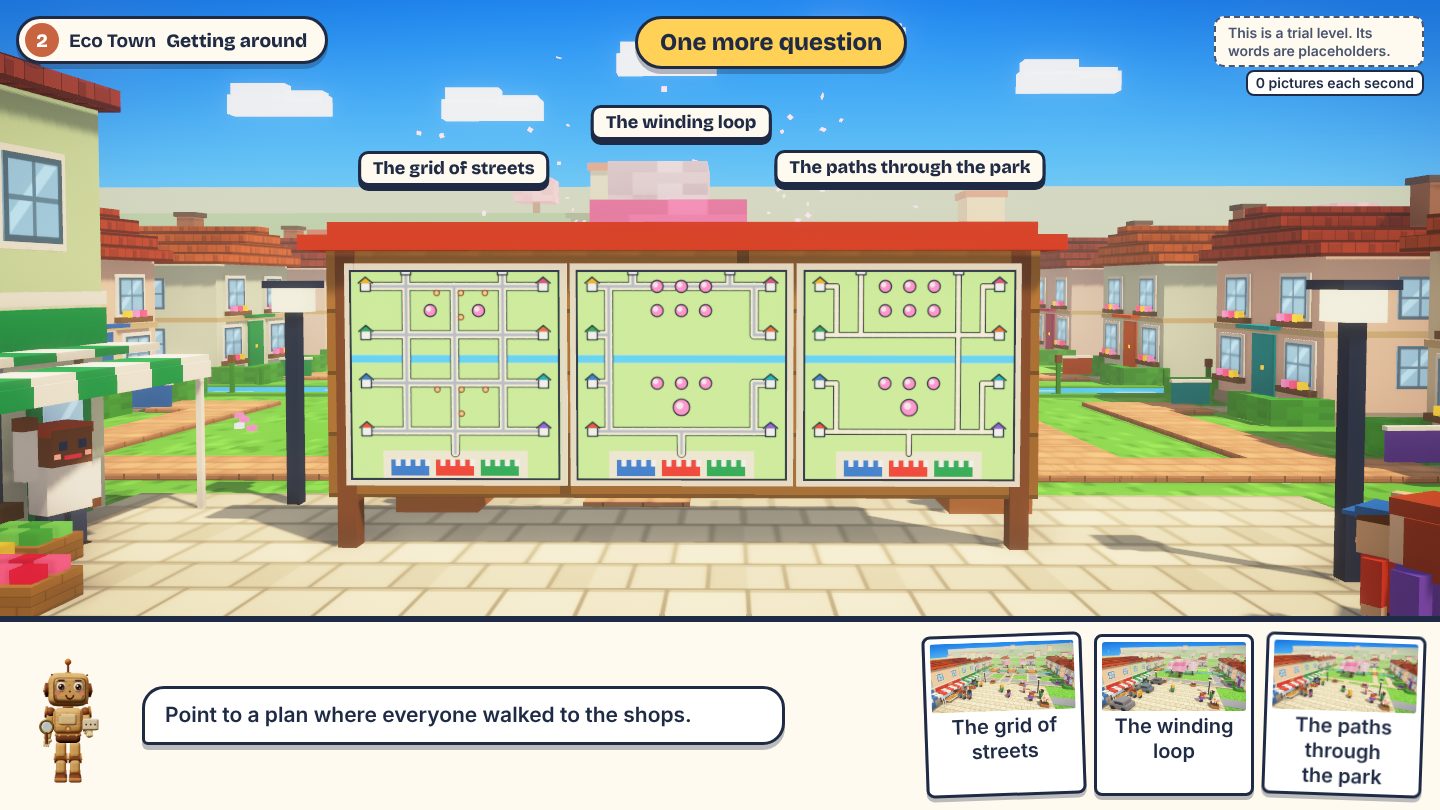 2 Eco Town Getting around
One more question
This is a trial level. Its
words are placeholders.
0 pictures each second
The winding loop
The grid of streets
The paths through the park
Point to a plan where everyone walked to the shops.
The grid of
streets
The winding
loop
The paths
through
the park